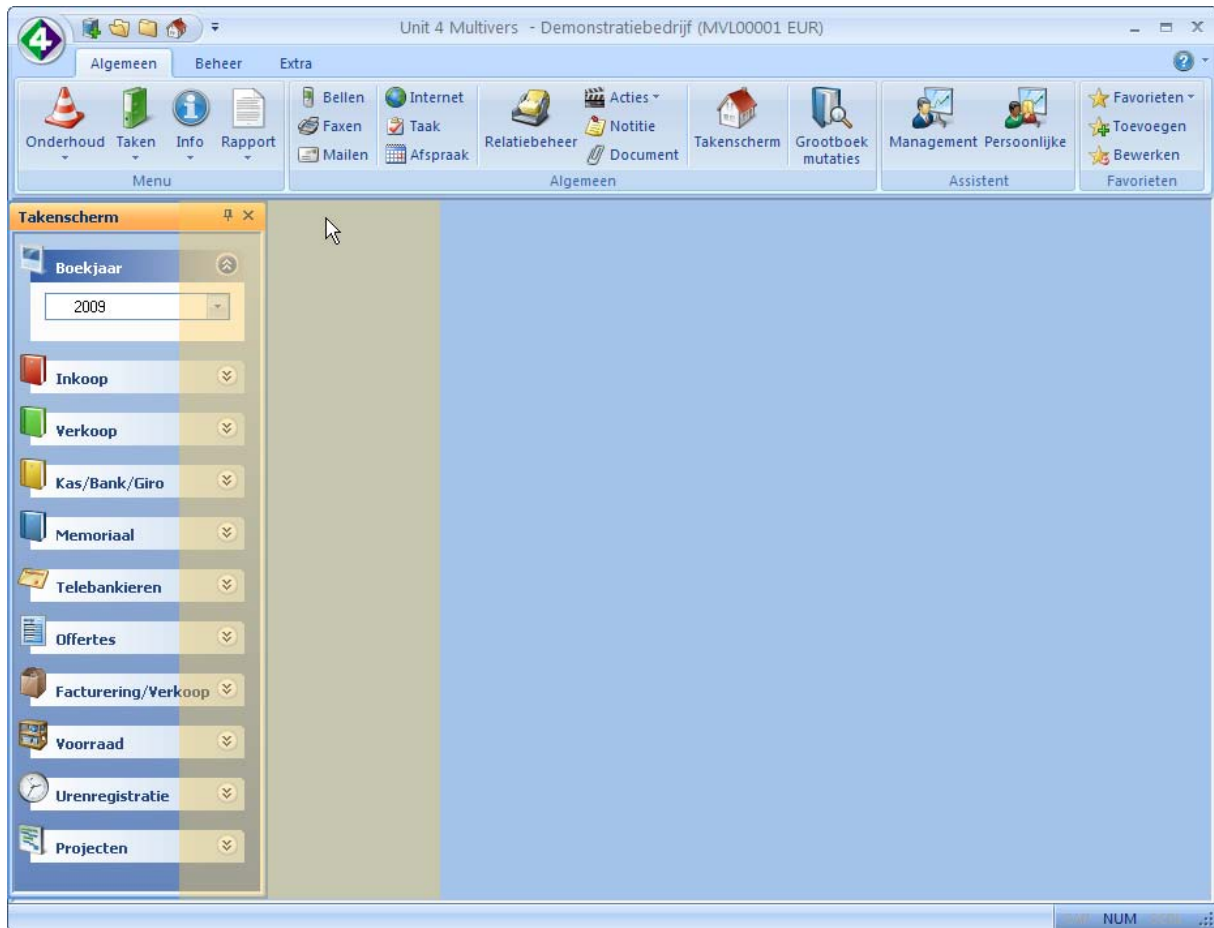 Unit 4 Multivers - Demonstratiebedrijf (MVL00001 EUR)
Algemeen Beheer Extra
Onderhoud Taken Info Rapport
Menu
Bellen Internet
Faxen Taak
Mailen Afspraak
Relatiebeheer
Acties
Notitie
Document
Takenscherm
Grootboek
mutaties
Algemeen
Management Persoonlijke
Assistent
Favorieten
Toevoegen
Bewerken
Favorieten
Takenscherm
Boekjaar
2009
Inkoop
Verkoop
Kas/Bank/Giro
Memoriaal
Telebankieren
Offertes
Facturering/Verkoop
Voorraad
Urenregistratie
Projecten
NUM